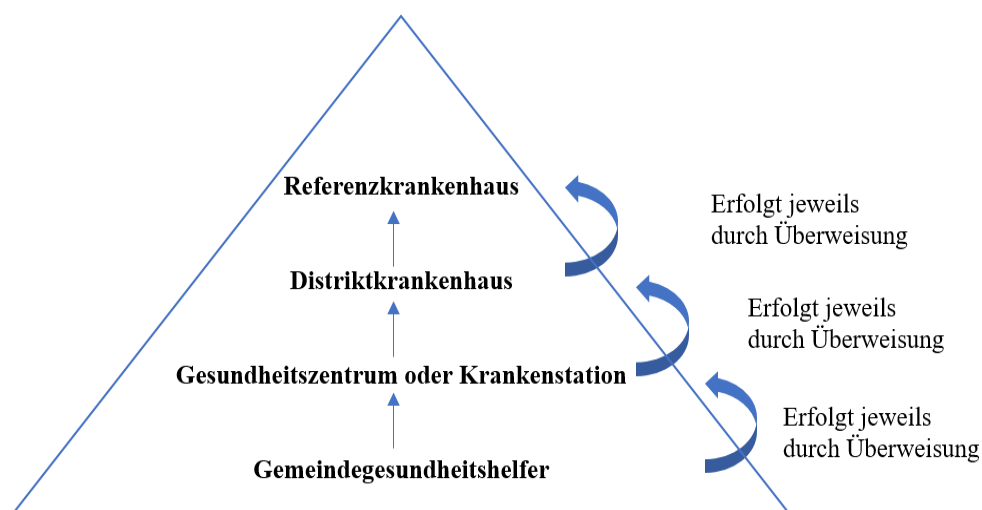 Referenzkrankenhaus
Erfolgt jeweils
durch Überweisung
Distriktkrankenhaus
Erfolgt jeweils
durch Überweisung
Gesundheitszentrum oder Krankenstation
Erfolgt jeweils
durch Überweisung
Gemeindegesundheitshelfer